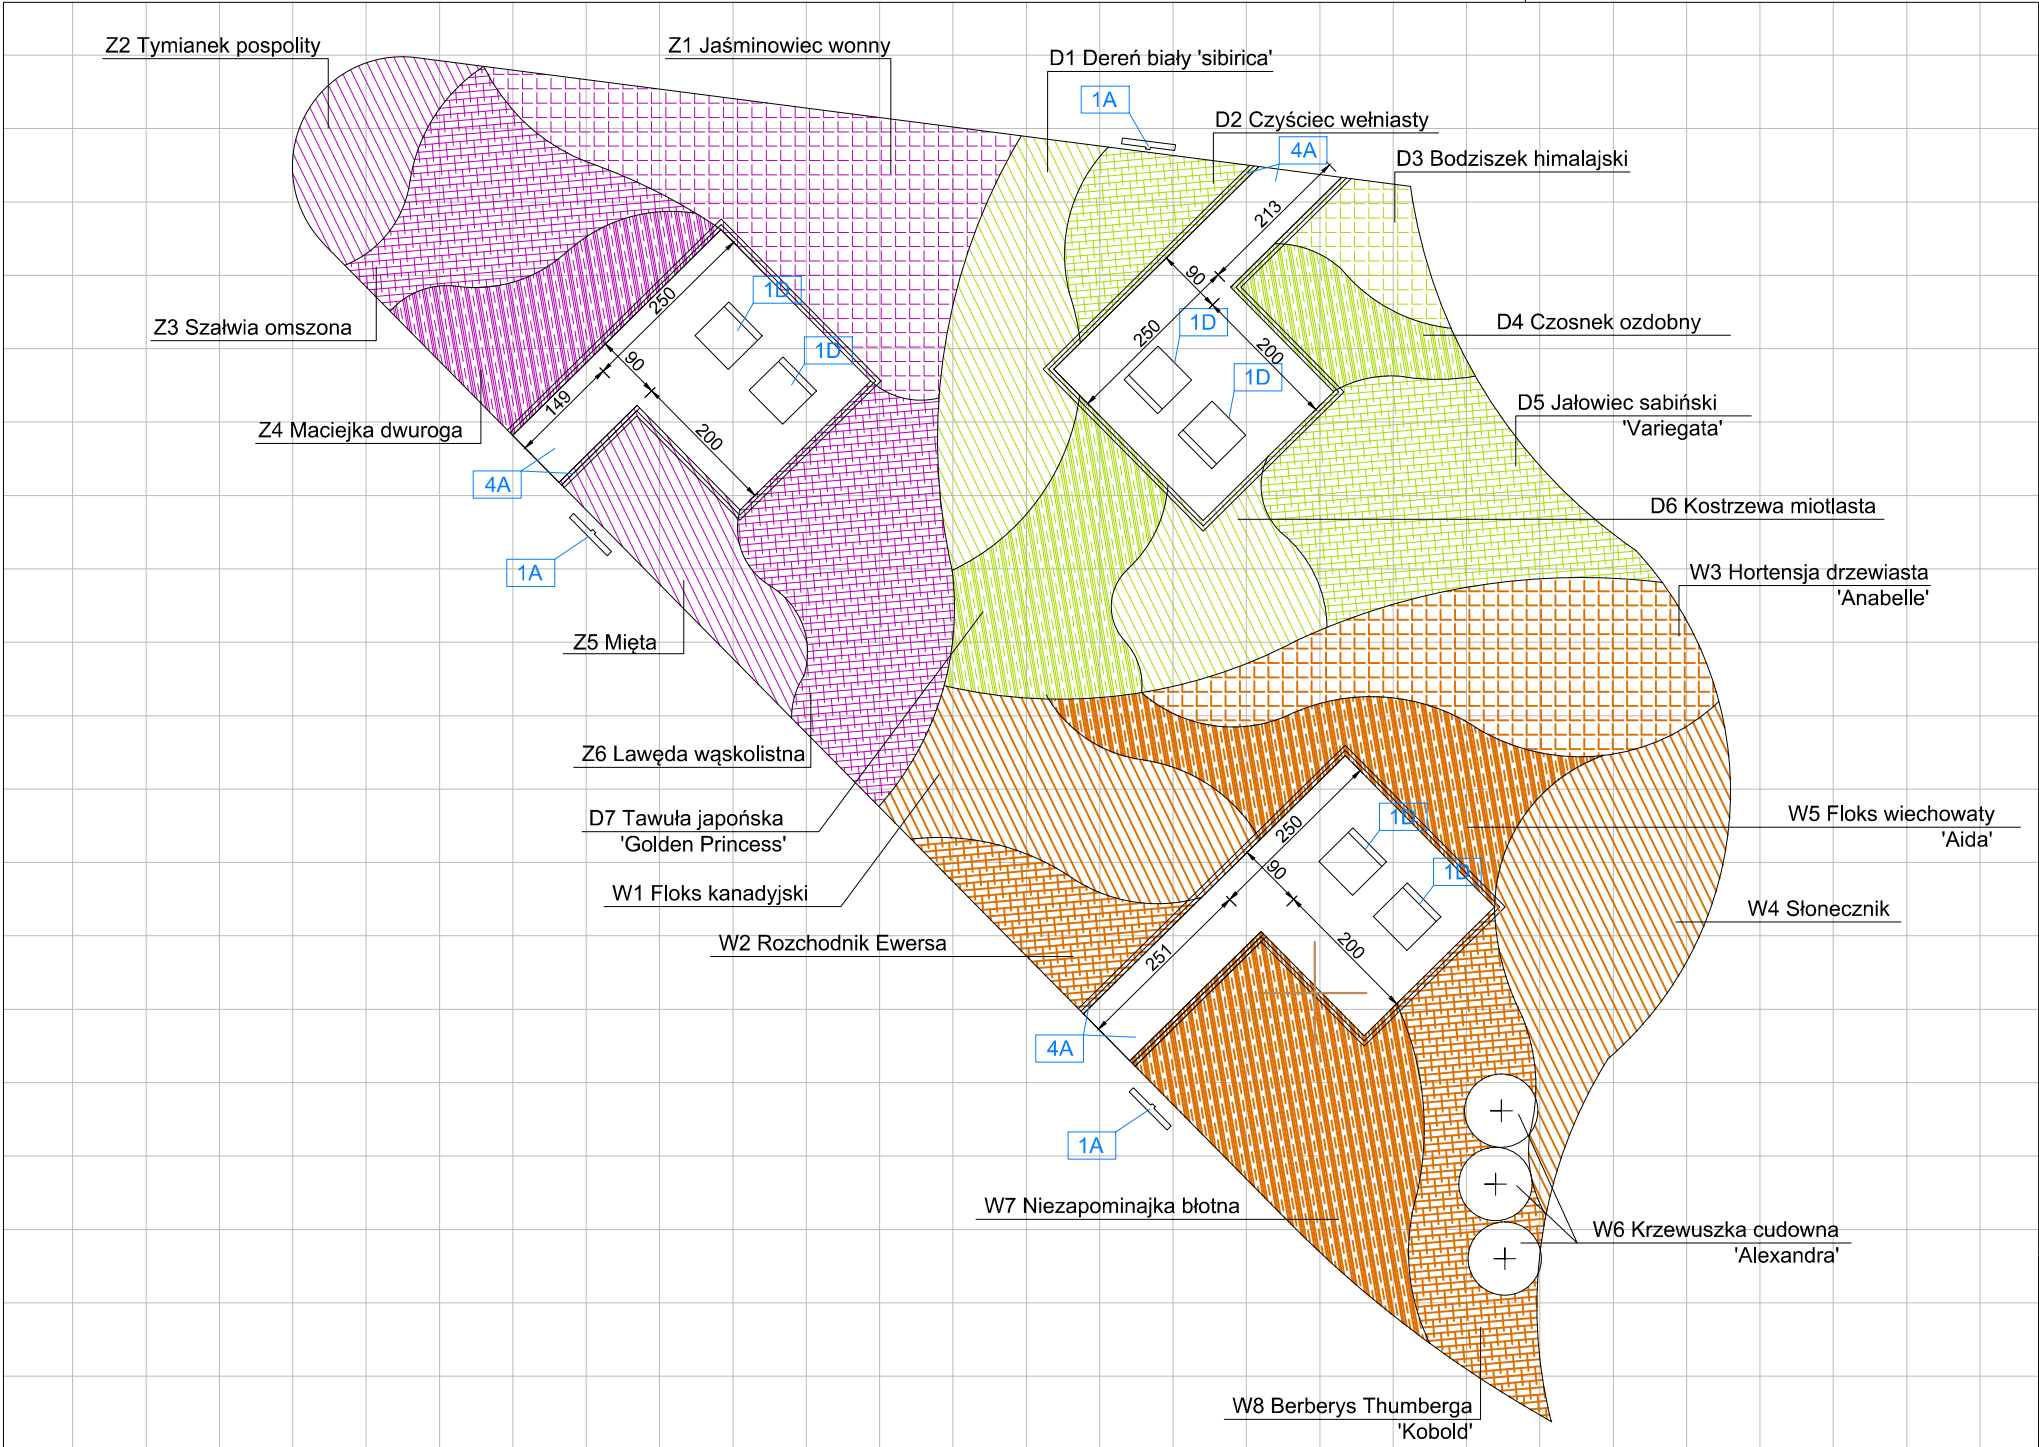 Z2 Tymianek pospolity
Z1 Jaśminowiec wonny
D1 Dereń biały 'sibirica'
1A
D2 Czyściec wełniasty
4A
D3 Bodziszek himalajski
213
90
250
1D
200
1D
Z3 Szałwia omszona
250
1D
90
1D
149
200
Z4 Maciejka dwuroga
4A
1A
D4 Czosnek ozdobny
D5 Jałowiec sabiński
'Variegata'
D6 Kostrzewa miotlasta
W3 Hortensja drzewiasta
'Anabelle'
Z5 Mięta
Z6 Lawęda wąskolistna
D7 Tawuła japońska
'Golden Princess'
W1 Floks kanadyjski
W2 Rozchodnik Ewersa
250
1D
90
1D
251
200
W5 Floks wiechowaty
'Aida'
W4 Słonecznik
4A
1A
W7 Niezapominajka błotna
W6 Krzewuszka cudowna
'Alexandra'
W8 Berberys Thumberga
'Kobold'